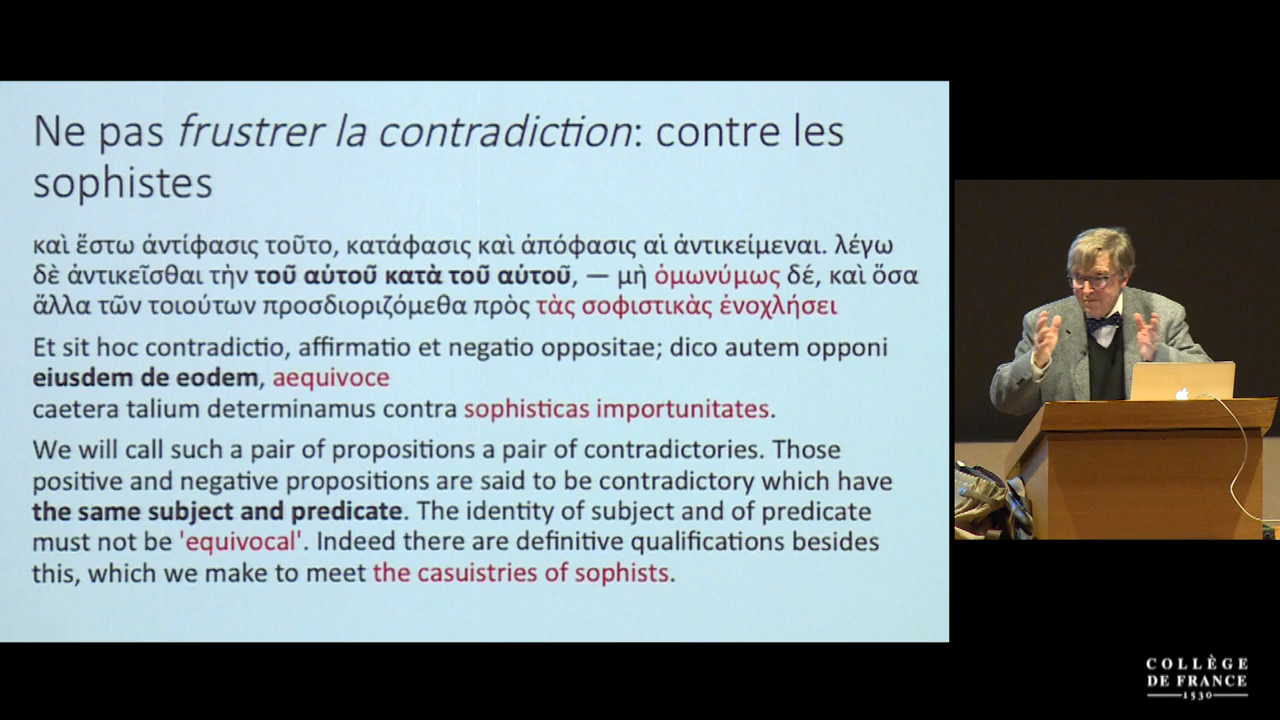 Ne pas frustrer la contradiction: contre les
sophistes
καὶ ἔστω ἀντίφασις τοῦτο, κατάφασις καὶ ἀπόφασις αἱ ἀντικείμεναι. λέγω
δὲ ἀντικεῖσθαι τὴν τοῦ αὐτοῦ κατὰ τοῦ αὐτοῦ, — μὴ ὁμωνύμως δέ, καὶ ὅσα
ἄλλα τῶν τοιούτων προσδιοριζόμεθα πρὸς τὰς σοφιστικὰς ἐνοχλήσει
Et sit hoc contradictio, affirmatio et negatio oppositae; dico autem opponi
eiusdem de eodem, aequivoce
caetera talium determinamus contra sophisticas importunitates.
We will call such a pair of propositions a pair of contradictories. Those
positive and negative propositions are said to be contradictory which have
the same subject and predicate. The identity of subject and of predicate
must not be 'equivocal'. Indeed there are definitive qualifications besides
this, which we make to meet the casuistries of sophists.
COLLÈGE
DE FRANCE
1530